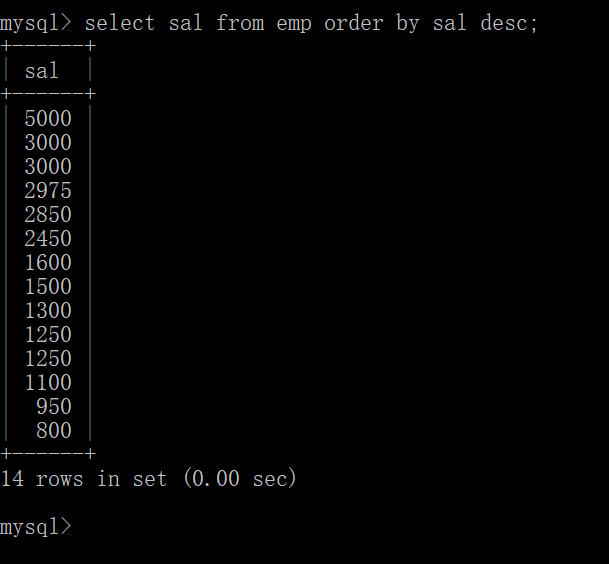 mysql> select sal from emp order by sal desc;
+------+
| sal  |
+------+
| 5000 |
| 3000 |
| 3000 |
| 2975 |
| 2850 |
| 2450 |
| 1600 |
| 1500 |
| 1300 |
| 1250 |
| 1250 |
| 1100 |
|  950 |
|  800 |
+------+
14 rows in set (0.00 sec)
mysql>